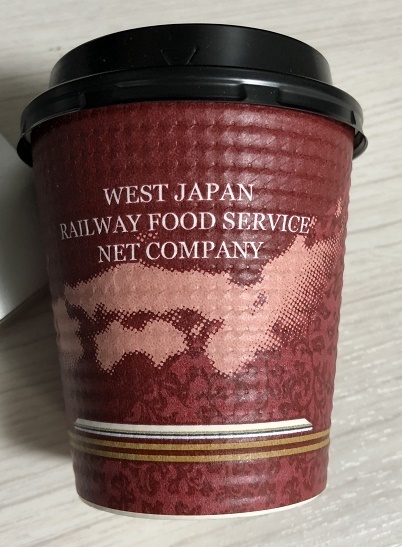 WEST JAPAN
RAILWAY FOOD SERVICE
NET COMPANY